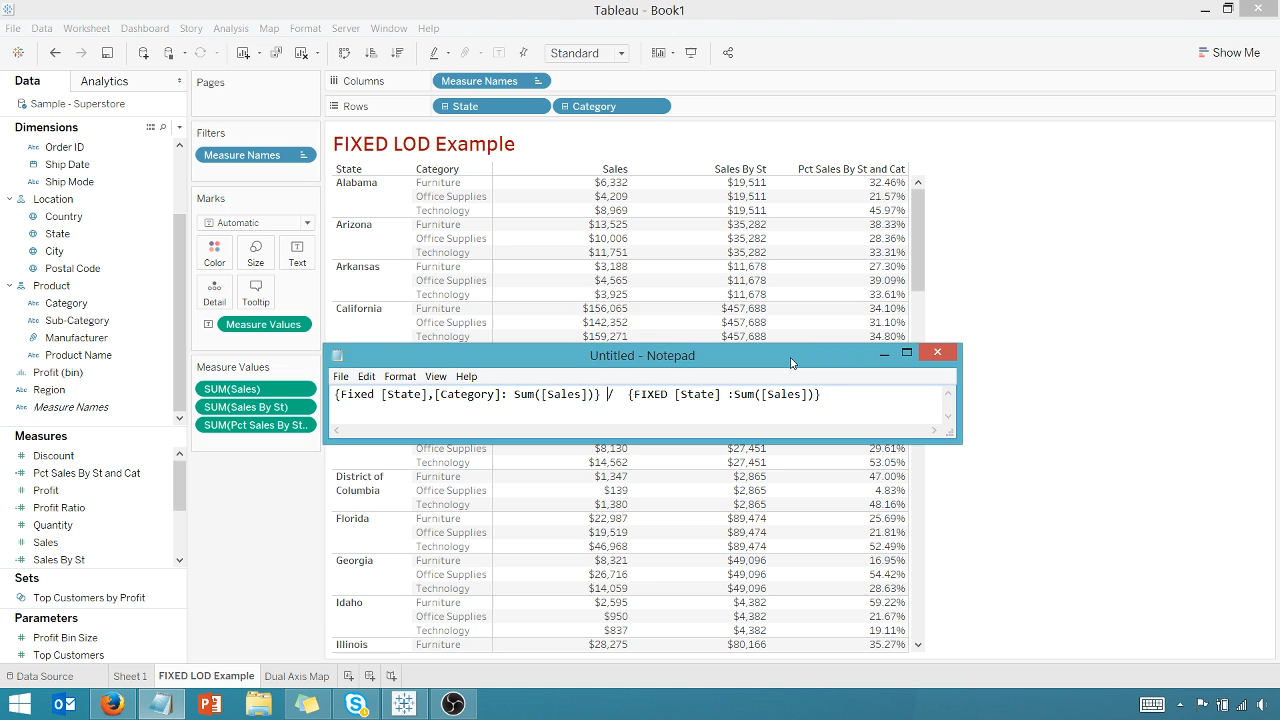 Tableau - Book1
File Data Worksheet Dashboard Story Analysis Map Format Server Window Help
Standard
Show Me
Data Analytics
Sample - Superstore
Dimensions
Abc Order ID
Ship Date
Abc Ship Mode
Location
Country
State
City
Postal Code
Product
Abc Category
Abc Sub-Category
Manufacturer
Abc Product Name
Profit (bin)
Abc Region
Abc Measure Names
Measures
Discount
Pct Sales By St and Cat
Profit
Profit Ratio
Quantity
Sales
Sales By St
Sets
Top Customers by Profit
Parameters
Profit Bin Size
Top Customers
Pages
Filters
Measure Names
Marks
Automatic
Color Size Text
Detail Tooltip
Measure Values
Measure Values
SUM(Sales)
SUM(Sales By St)
SUM(Pct Sales By St..
Columns Measure Names
Rows State Category
FIXED LOD Example
State Category Sales Sales By St Pct Sales By St and Cat
Alabama Furniture $6,332 $19,511 32.46%
Office Supplies $4,209 $19,511 21.57%
Technology $8,969 $19,511 45.97%
Arizona Furniture $13,525 $35,282 38.33%
Office Supplies $10,006 $35,282 28.36%
Technology $11,751 $35,282 33.31%
Arkansas Furniture $3,188 $11,678 27.30%
Office Supplies $4,565 $11,678 39.09%
Technology $3,925 $11,678 33.61%
California Furniture $156,065 $457,688 34.10%
Office Supplies $142,352 $457,688 31.10%
Technology $159,271 $457,688 34.80%
Untitled - Notepad
File Edit Format View Help
{Fixed [State],[Category]: Sum([Sales])} / {FIXED [State] :Sum([Sales])}
Office Supplies $8,130 $27,451 29.61%
Technology $14,562 $27,451 53.05%
District of Furniture $1,347 $2,865 47.00%
Columbia Office Supplies $139 $2,865 4.83%
Technology $1,380 $2,865 48.16%
Florida Furniture $22,987 $89,474 25.69%
Office Supplies $19,519 $89,474 21.81%
Technology $46,968 $89,474 52.49%
Georgia Furniture $8,321 $49,096 16.95%
Office Supplies $26,716 $49,096 54.42%
Technology $14,059 $49,096 28.63%
Idaho Furniture $2,595 $4,382 59.22%
Office Supplies $950 $4,382 21.67%
Technology $837 $4,382 19.11%
Illinois Furniture $28,275 $80,166 35.27%
Data Source Sheet 1 FIXED LOD Example Dual Axis Map